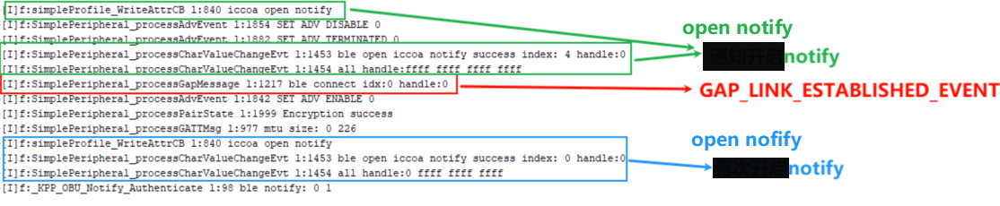 [I]f:simpleProfile_WriteAttrCB l:840 iccoa open notify
[I]f:SimplePeripheral_processAdvEvent l:1854 SET ADV DISABLE 0
[I]f:SimplePeripheral_processAdvEvent l:1882 SET ADV TERMINATED 0
[I]f:SimplePeripheral_processCharValueChangeEvt l:1453 ble open iccoa notify success index: 4 handle:0
[I]f:SimplePeripheral_processCharValueChangeEvt l:1454 all handle:ffff ffff ffff ffff
[I]f:SimplePeripheral_processGapMessage l:1217 ble connect idx:0 handle:0
[I]f:SimplePeripheral_processAdvEvent l:1842 SET ADV ENABLE 0
[I]f:SimplePeripheral_processPairState l:1999 Encryption success
[I]f:SimplePeripheral_processGATTMsg l:977 mtu size: 0 226
[I]f:simpleProfile_WriteAttrCB l:840 iccoa open notify
[I]f:SimplePeripheral_processCharValueChangeEvt l:1453 ble open iccoa notify success index: 0 handle:0
[I]f:SimplePeripheral_processCharValueChangeEvt l:1454 all handle:0 ffff ffff ffff
[I]f:_KPP_OBU_Notify_Authenticate l:98 ble notify: 0 1
open notify
notify
GAP_LINK_ESTABLISHED_EVENT
open nofify
notify